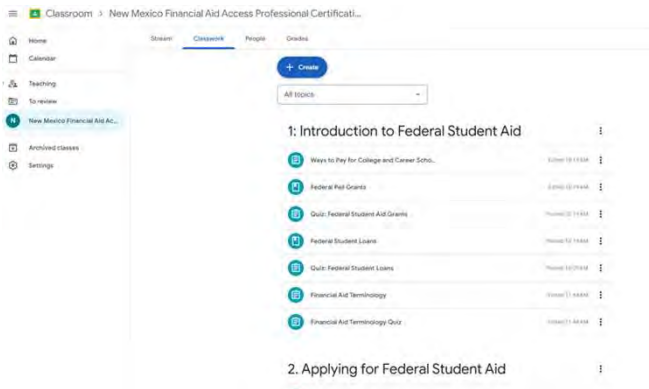 Classroom > New Mexico Financial Aid Access Professional Certificati...
Home
Calendar
Teaching
To review
N New Mexico Financial Aid Ac...
Archived classes
Settings
Stream Classwork People Grades
+ Create
All topics
1: Introduction to Federal Student Aid
Ways to Pay for College and Career Scho...
Federal Pell Grants
Quiz: Federal Student Aid Grants
Federal Student Loans
Quiz: Federal Student Loans
Financial Aid Terminology
Financial Aid Terminology Quiz
2. Applying for Federal Student Aid